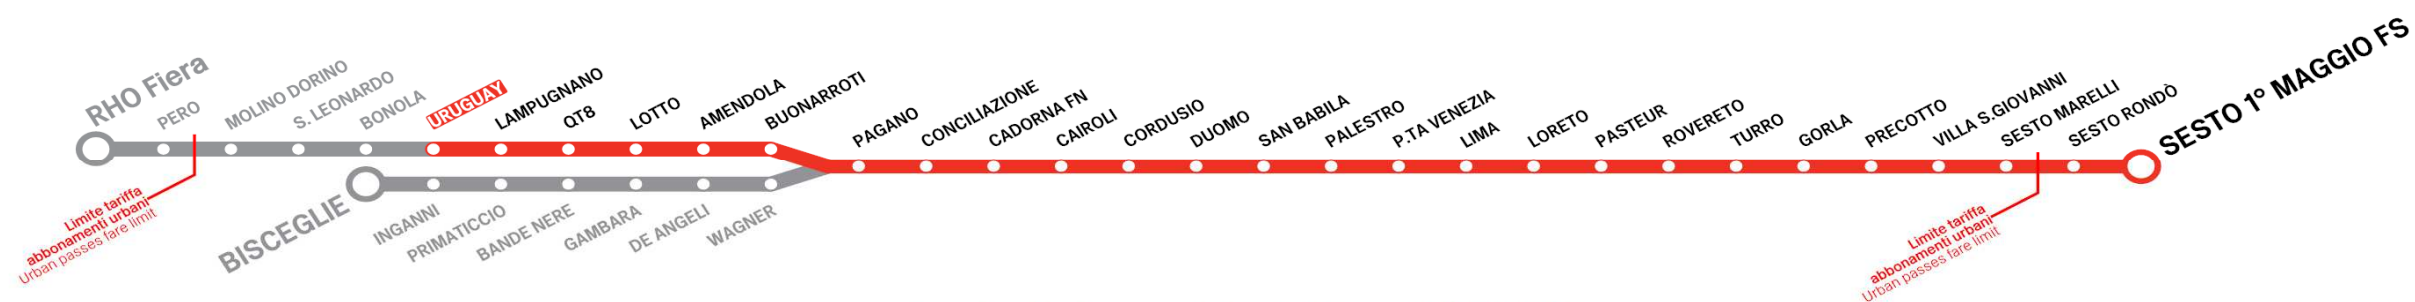 RHO Fiera
PERO
MOLINO DORINO
S. LEONARDO
BONOLA
URUGUAY
LAMPUGNANO
QT8
LOTTO
AMENDOLA
BUONARROTI
PAGANO
CONCILIAZIONE
CADORNA FN
CAIROLI
CORDUSIO
DUOMO
SAN BABILA
PALESTRO
P.TA VENEZIA
LIMA
LORETO
PASTEUR
ROVERETO
TURRO
GORLA
PRECOTTO
VILLA S.GIOVANNI
SESTO MARELLI
SESTO RONDÒ
SESTO 1° MAGGIO FS
Limite tariffa
abbonamenti urbani
Urban passes fare limit
BISCEGLIE
INGANNI
PRIMATICCIO
BANDE NERE
GAMBARA
DE ANGELI
WAGNER
Limite tariffa
abbonamenti urbani
Urban passes fare limit